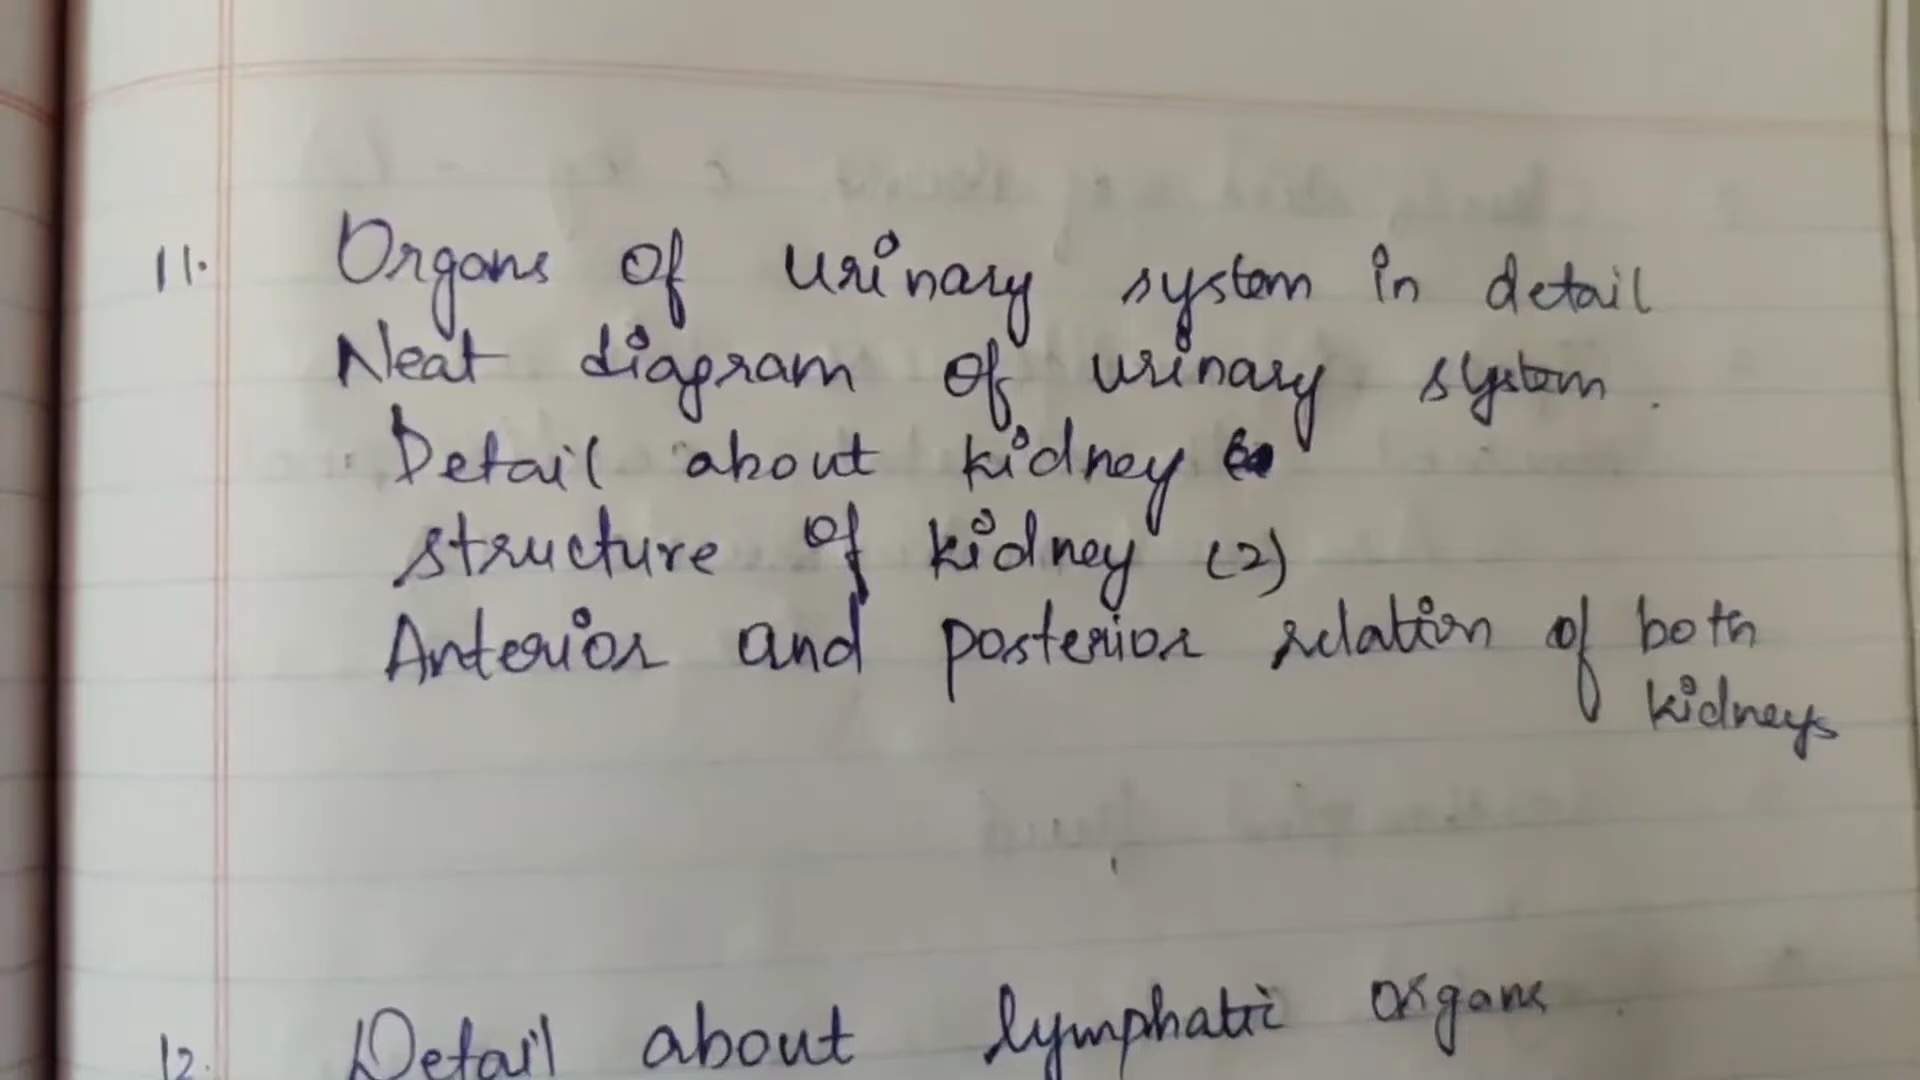 11. Organs of urinary system in detail
Neat diagram of urinary system.
Detail about kidney
structure of kidney (2)
Anterior and posterior relation of both
kidneys
12. Detail about lymphatic organs